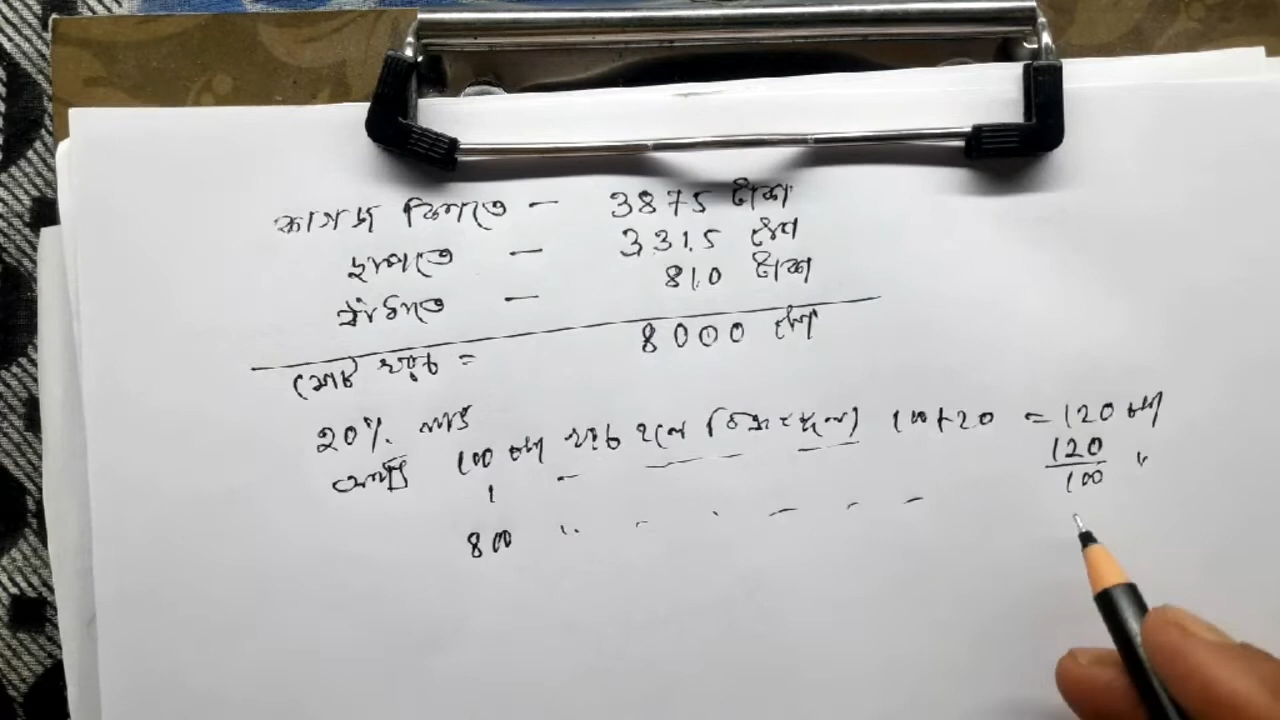 কাগজ কিনতে - 3875 টাকা
ছাপাতে - 3315 টাকা
বাঁধাতে - 810 টাকা
মোট খরচ = 8000 টাকা
20% লাভে
অর্থাৎ 100 টাকা খরচ হলে বিক্রয়মূল্য 100+20 = 120 টাকা
1 " - - - 120/100 "
800 " " " - - -